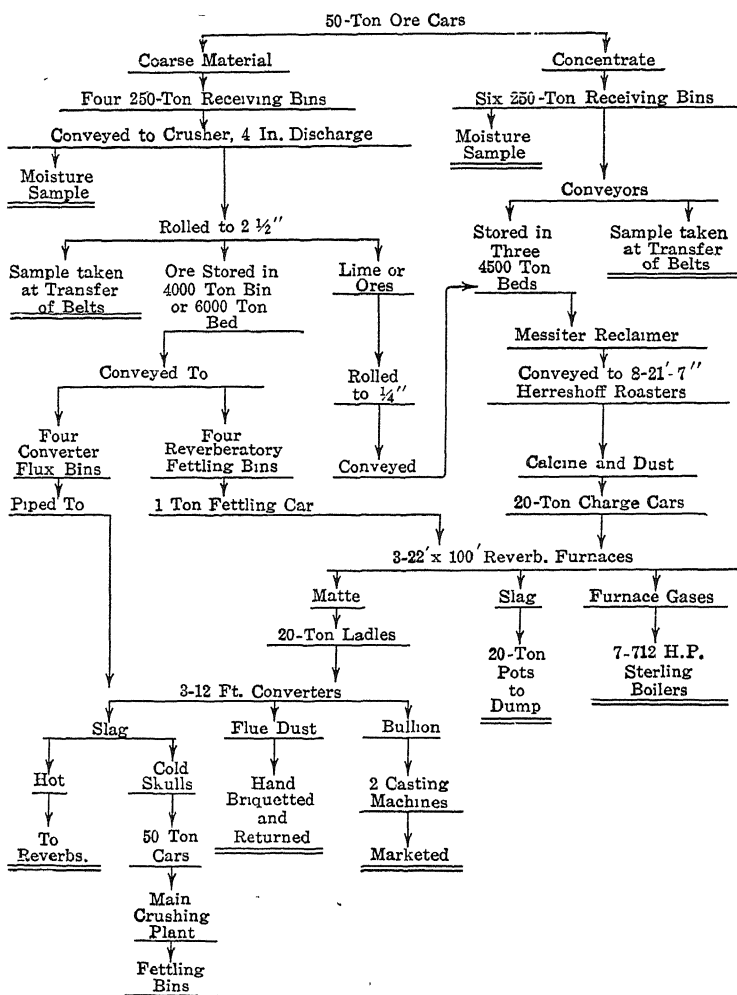 50-Ton Ore Cars
Coarse Material
Concentrate
Four 250-Ton Receiving Bins
Six 250-Ton Receiving Bins
Conveyed to Crusher, 4 In. Discharge
Moisture
Sample
Moisture
Sample
Conveyors
Rolled to 2 ½"
Stored in
Three
4500 Ton
Beds
Sample taken
at Transfer
of Belts
Sample taken
at Transfer
of Belts
Ore Stored in
4000 Ton Bin
or 6000 Ton
Bed
Lime or
Ores
Messiter Reclaimer
Conveyed To
Rolled
to ¼"
Conveyed to 8-21'-7"
Herreshoff Roasters
Four
Converter
Flux Bins
Four
Reverberatory
Fettling Bins
Conveyed
Calcine and Dust
Piped To
1 Ton Fettling Car
20-Ton Charge Cars
3-22'x 100' Reverb. Furnaces
Matte
Slag
Furnace Gases
20-Ton Ladles
20-Ton
Pots
to
Dump
7-712 H.P.
Sterling
Boilers
3-12 Ft. Converters
Slag
Flue Dust
Bullion
Hot
Cold
Skulls
Hand
Briquetted
and
Returned
2 Casting
Machines
To
Reverbs.
50 Ton
Cars
Marketed
Main
Crushing
Plant
Fettling
Bins